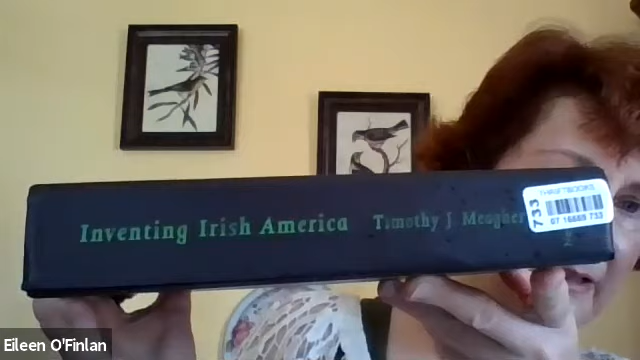 Inventing Irish America Timothy J. Meagher
THRIFTBOOKS
733
07 16669 733
Eileen O'Finlan